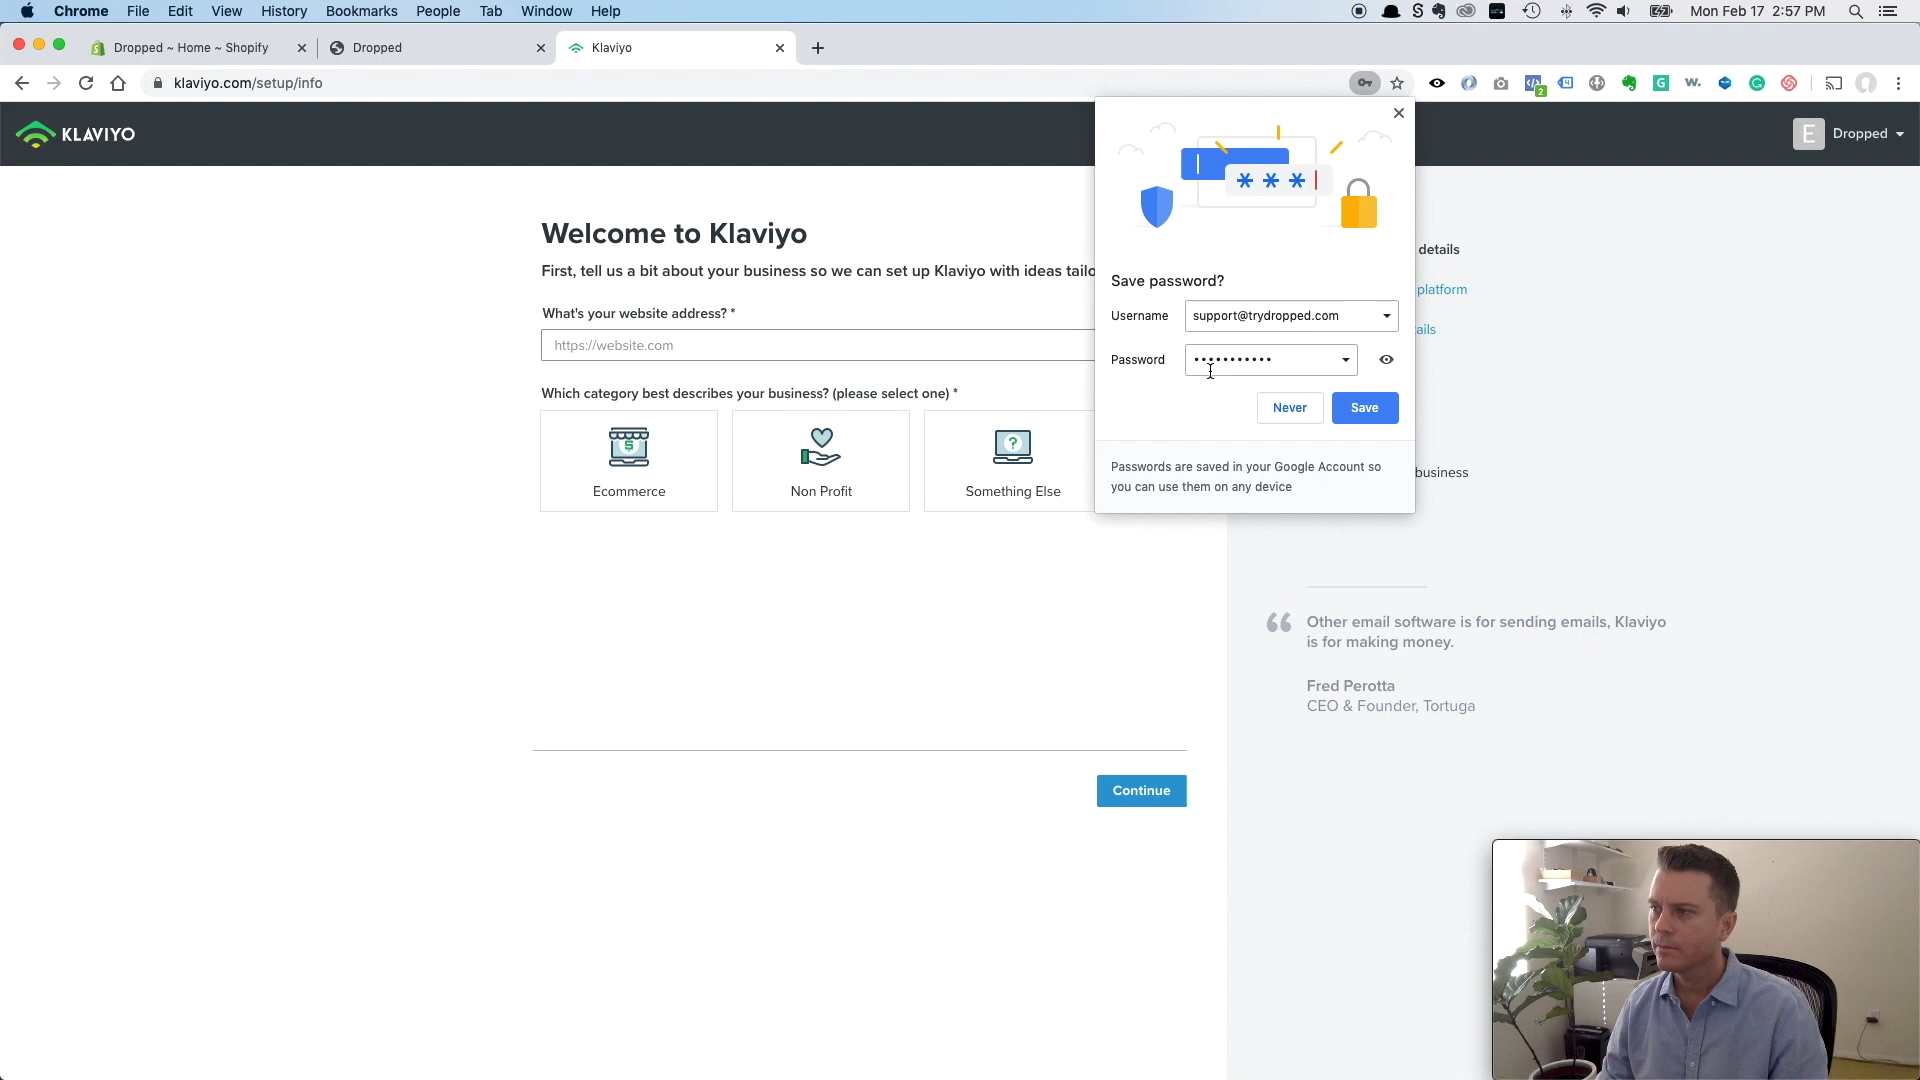 Chrome File Edit View History Bookmarks People Tab Window Help
Mon Feb 17 2:57 PM
Dropped ~ Home ~ Shopify
Dropped
Klaviyo
klaviyo.com/setup/info
2
KLAVIYO
E Dropped
Welcome to Klaviyo
First, tell us a bit about your business so we can set up Klaviyo with ideas tailo
What's your website address? *
https://website.com
Which category best describes your business? (please select one) *
Ecommerce
Non Profit
Something Else
Continue
* * *
Save password?
Username support@trydropped.com
Password •••••••••••
Never
Save
Passwords are saved in your Google Account so
you can use them on any device
details
platform
ails
business
Other email software is for sending emails, Klaviyo
is for making money.
Fred Perotta
CEO & Founder, Tortuga